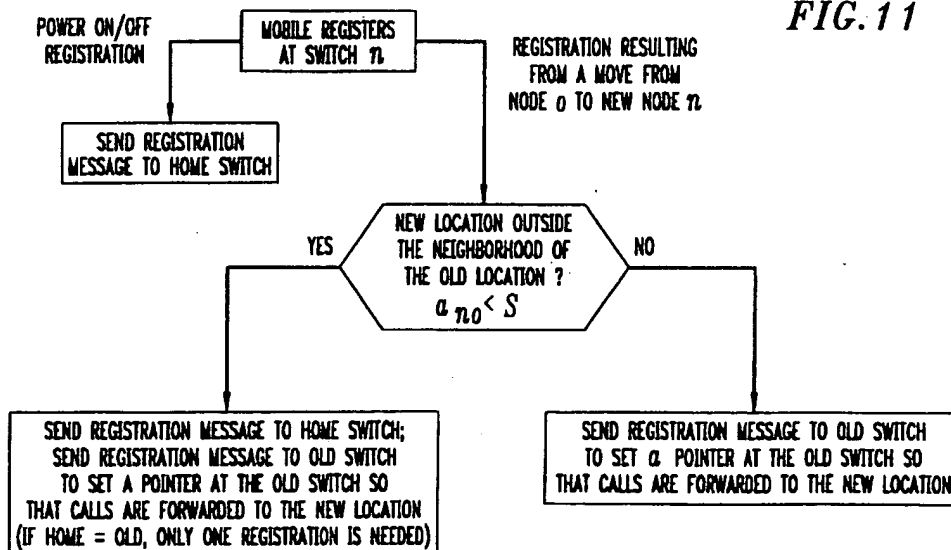 FIG.11
POWER ON/OFF
REGISTRATION
MOBILE REGISTERS
AT SWITCH n
REGISTRATION RESULTING
FROM A MOVE FROM
NODE o TO NEW NODE n
SEND REGISTRATION
MESSAGE TO HOME SWITCH
YES
NEW LOCATION OUTSIDE
THE NEIGHBORHOOD OF
THE OLD LOCATION ?
a no < S
NO
SEND REGISTRATION MESSAGE TO HOME SWITCH;
SEND REGISTRATION MESSAGE TO OLD SWITCH
TO SET A POINTER AT THE OLD SWITCH SO
THAT CALLS ARE FORWARDED TO THE NEW LOCATION
(IF HOME = OLD, ONLY ONE REGISTRATION IS NEEDED)
SEND REGISTRATION MESSAGE TO OLD SWITCH
TO SET a POINTER AT THE OLD SWITCH SO
THAT CALLS ARE FORWARDED TO THE NEW LOCATION